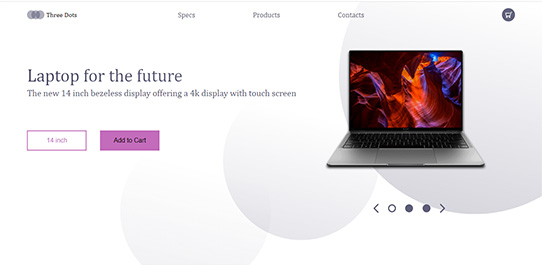 Three Dots
Specs
Products
Contacts
Laptop for the future
The new 14 inch bezeless display offering a 4k display with touch screen
14 inch
Add to Cart